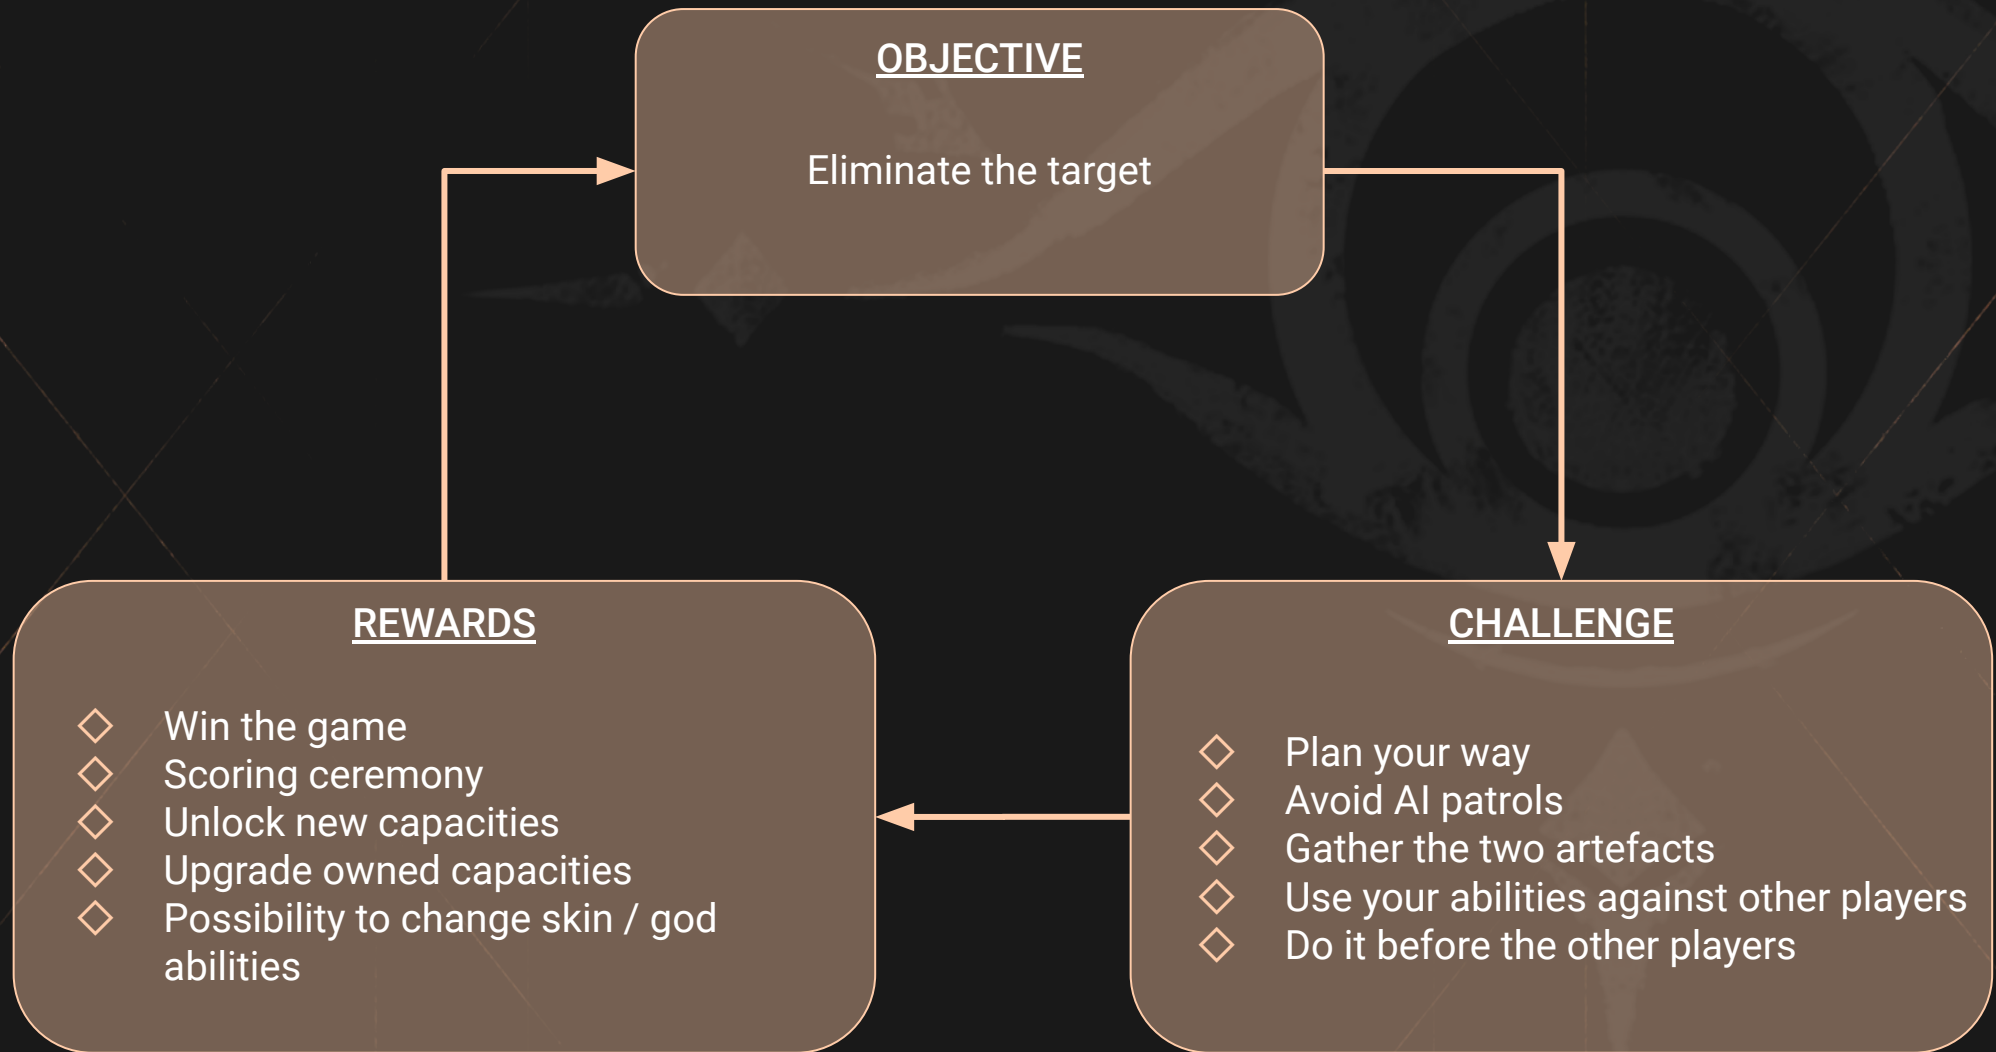 OBJECTIVE
Eliminate the target
REWARDS
Win the game
Scoring ceremony
Unlock new capacities
Upgrade owned capacities
Possibility to change skin / god
abilities
CHALLENGE
Plan your way
Avoid AI patrols
Gather the two artefacts
Use your abilities against other players
Do it before the other players